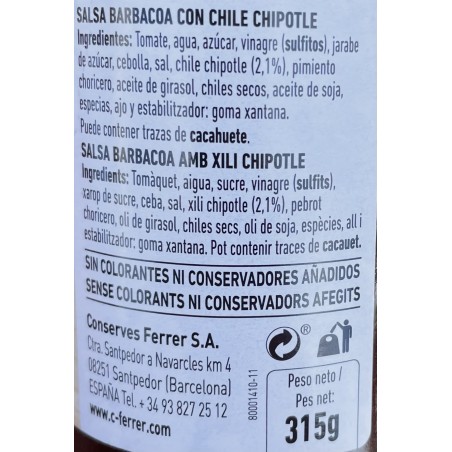 SALSA BARBACOA CON CHILE CHIPOTLE
Ingredientes: Tomate, agua, azúcar, vinagre (sulfitos), jarabe
de azúcar, cebolla, sal, chile chipotle (2,1%), pimiento
choricero, aceite de girasol, chiles secos, aceite de soja,
especias, ajo y estabilitzador: goma xantana.
Puede contener trazas de cacahuete.
SALSA BARBACOA AMB XILI CHIPOTLE
Ingredients: Tomàquet, aigua, sucre, vinagre (sulfits),
xarop de sucre, ceba, sal, xili chipotle (2,1%), pebrot
choricero, oli de girasol, chiles secs, oli de soja, espècies, all i
estabilitzador: goma xantana. Pot contenir traces de cacauet.
SIN COLORANTES NI CONSERVADORES AÑADIDOS
SENSE COLORANTS NI CONSERVADORS AFEGITS
Conserves Ferrer S.A.
Ctra. Santpedor a Navarcles km 4
08251 Santpedor (Barcelona)
ESPAÑA Tel. + 34 93 827 25 12
www.c-ferrer.com
80001410-11
Peso neto /
Pes net:
315g